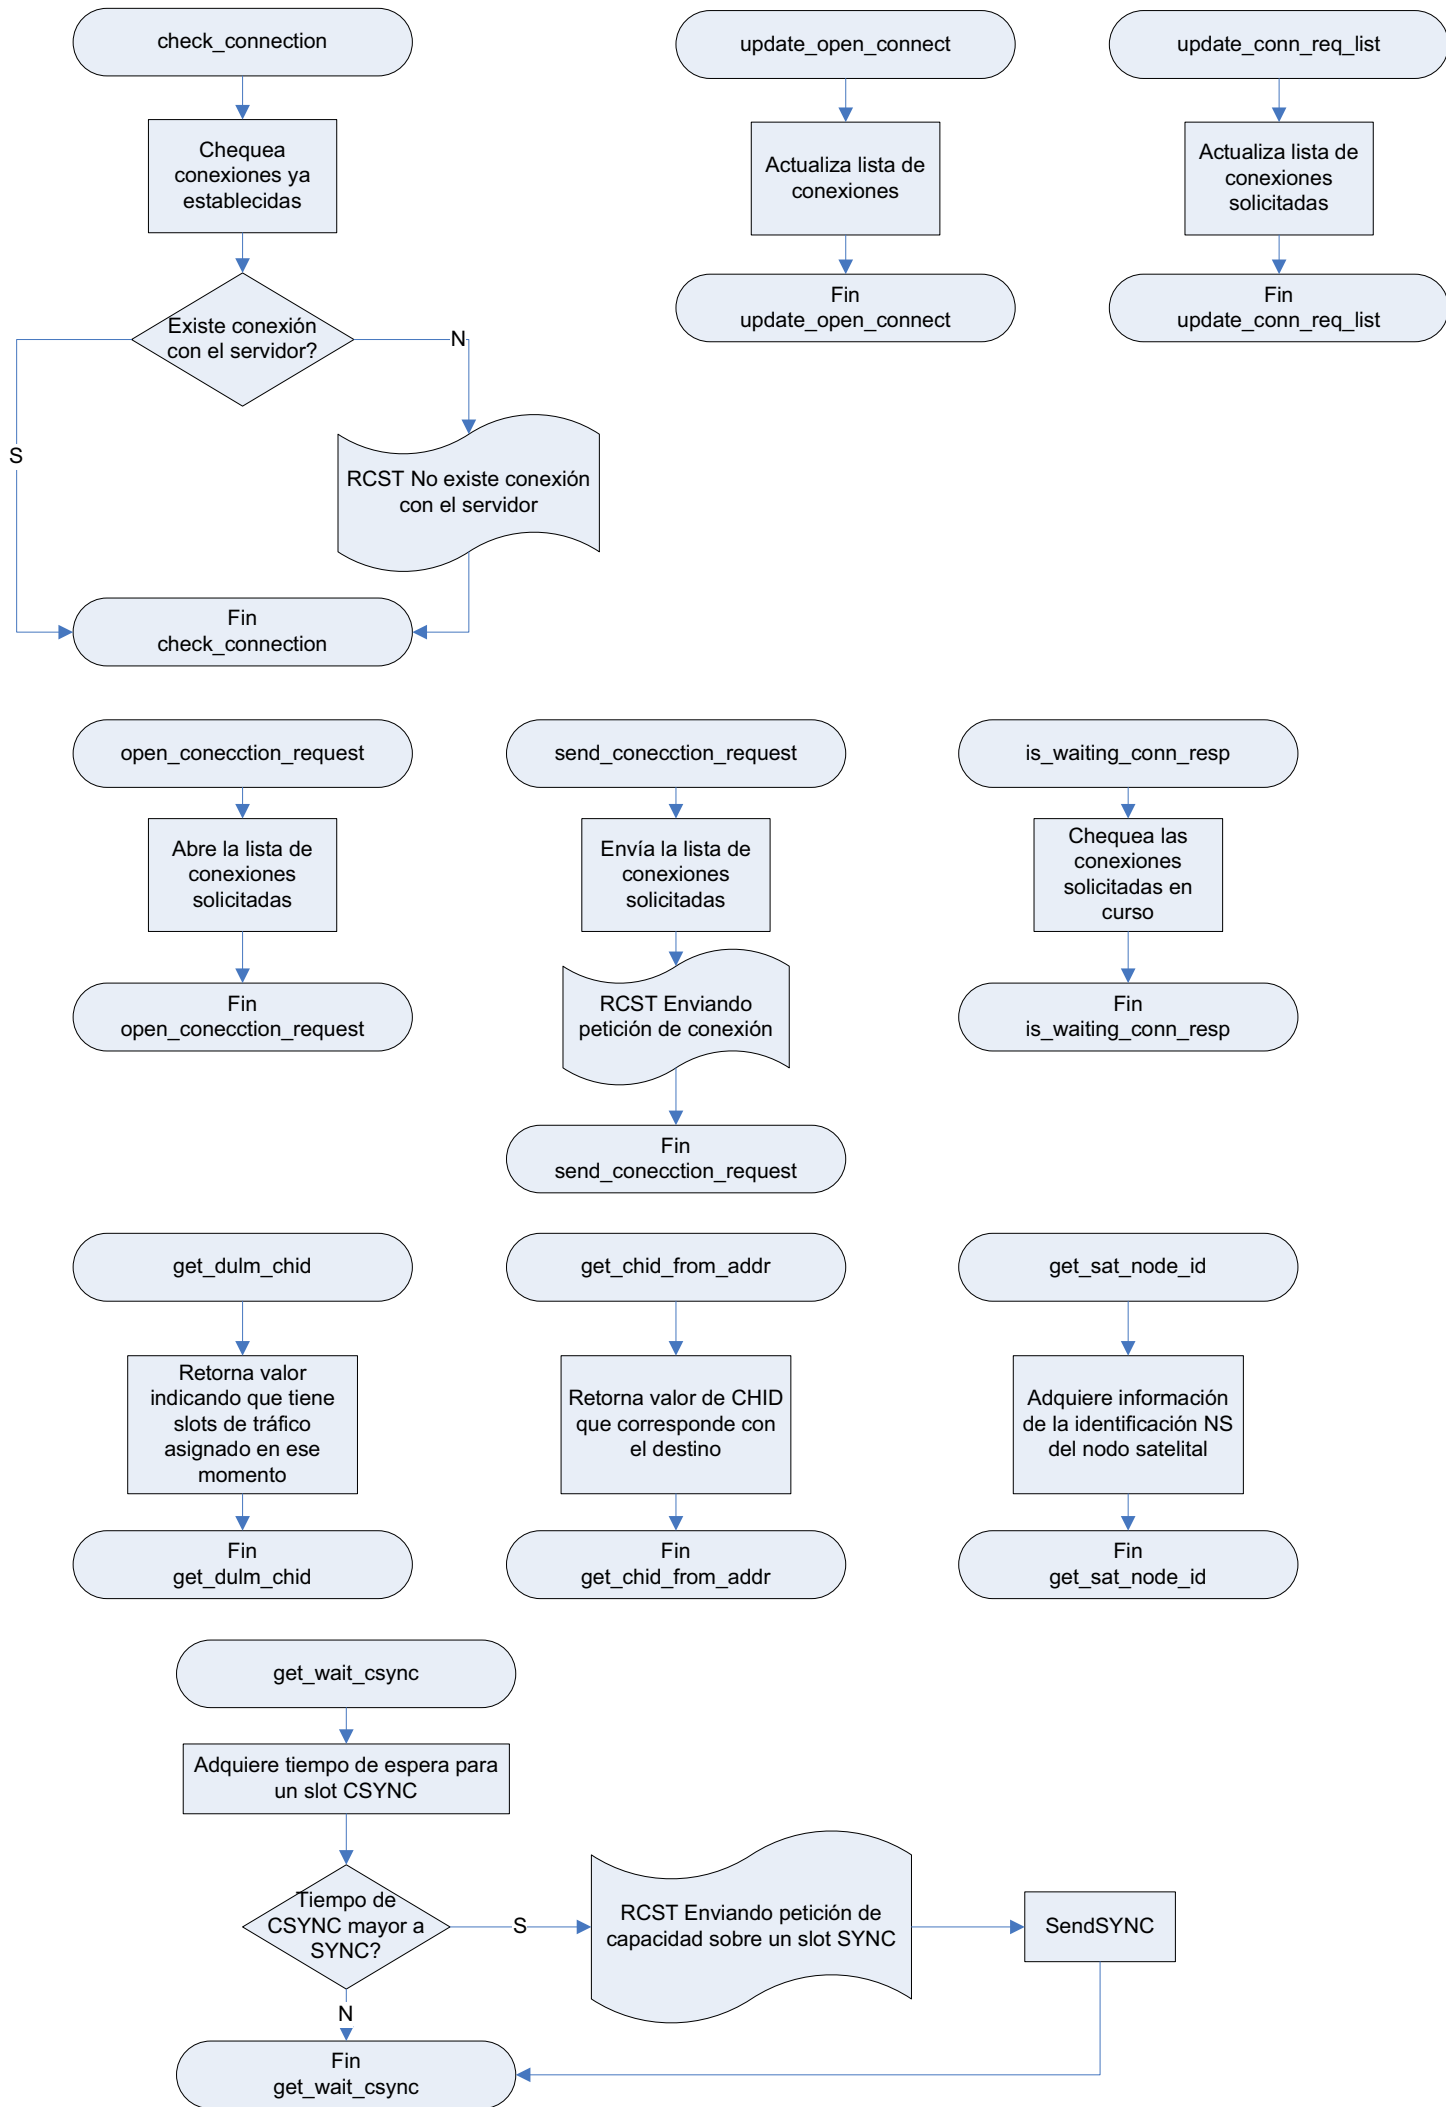 check_connection
Chequea
conexiones ya
establecidas
Existe conexión
con el servidor?
N
S
RCST No existe conexión
con el servidor
Fin
check_connection
update_open_connect
Actualiza lista de
conexiones
Fin
update_open_connect
update_conn_req_list
Actualiza lista de
conexiones
solicitadas
Fin
update_conn_req_list
open_conecction_request
Abre la lista de
conexiones
solicitadas
Fin
open_conecction_request
send_conecction_request
Envía la lista de
conexiones
solicitadas
RCST Enviando
petición de conexión
Fin
send_conecction_request
is_waiting_conn_resp
Chequea las
conexiones
solicitadas en
curso
Fin
is_waiting_conn_resp
get_dulm_chid
Retorna valor
indicando que tiene
slots de tráfico
asignado en ese
momento
Fin
get_dulm_chid
get_chid_from_addr
Retorna valor de CHID
que corresponde con
el destino
Fin
get_chid_from_addr
get_sat_node_id
Adquiere información
de la identificación NS
del nodo satelital
Fin
get_sat_node_id
get_wait_csync
Adquiere tiempo de espera para
un slot CSYNC
Tiempo de
CSYNC mayor a
SYNC?
S
RCST Enviando petición de
capacidad sobre un slot SYNC
SendSYNC
N
Fin
get_wait_csync